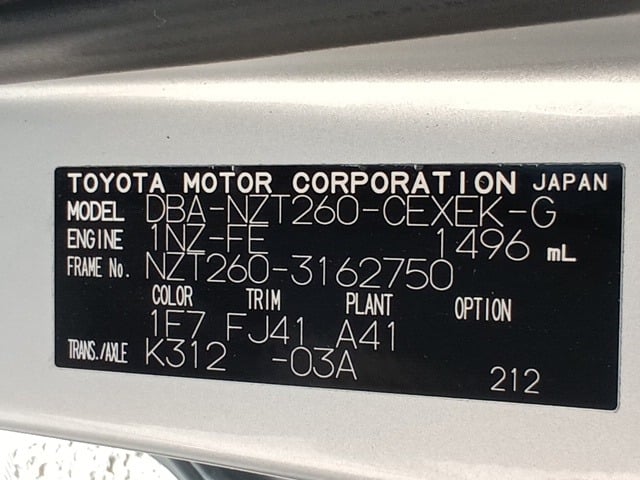 TOYOTA MOTOR CORPORATION JAPAN
MODEL DBA-NZT260-CEXEK-G
ENGINE 1NZ-FE 1496 mL
FRAME No. NZT260-3162750
COLOR TRIM PLANT OPTION
1F7 FJ41 A41
TRANS./AXLE K312 -03A
212